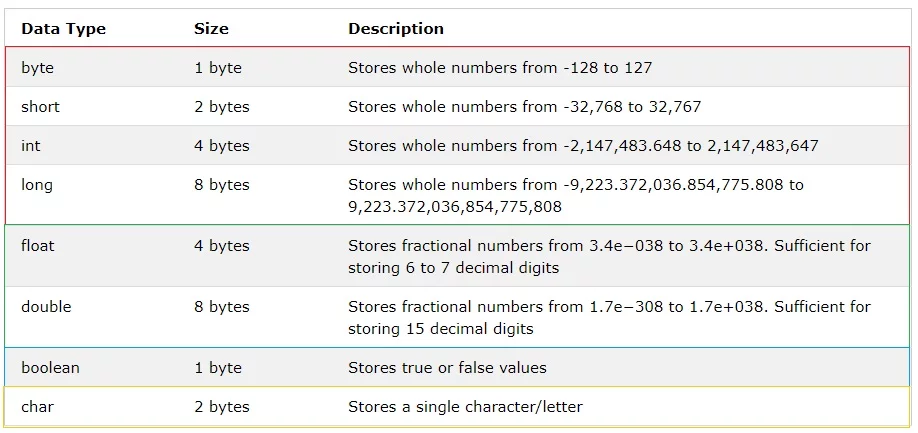 Data Type Size Description
byte 1 byte Stores whole numbers from -128 to 127
short 2 bytes Stores whole numbers from -32,768 to 32,767
int 4 bytes Stores whole numbers from -2,147,483.648 to 2,147,483,647
long 8 bytes Stores whole numbers from -9,223.372,036.854,775.808 to
9,223.372,036,854,775,808
float 4 bytes Stores fractional numbers from 3.4e−038 to 3.4e+038. Sufficient for
storing 6 to 7 decimal digits
double 8 bytes Stores fractional numbers from 1.7e−308 to 1.7e+038. Sufficient for
storing 15 decimal digits
boolean 1 byte Stores true or false values
char 2 bytes Stores a single character/letter